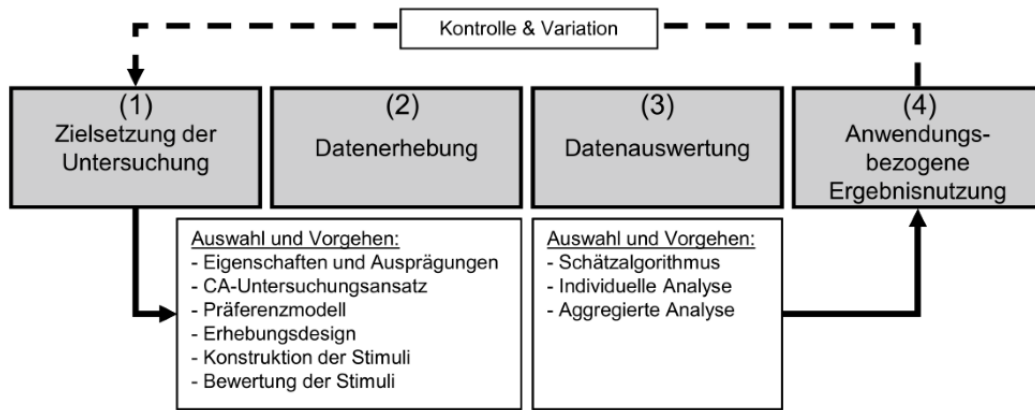 Kontrolle & Variation
(1)
Zielsetzung der
Untersuchung
(2)
Datenerhebung
(3)
Datenauswertung
(4)
Anwendungs-
bezogene
Ergebnisnutzung
Auswahl und Vorgehen:
- Eigenschaften und Ausprägungen
- CA-Untersuchungsansatz
- Präferenzmodell
- Erhebungsdesign
- Konstruktion der Stimuli
- Bewertung der Stimuli
Auswahl und Vorgehen:
- Schätzalgorithmus
- Individuelle Analyse
- Aggregierte Analyse